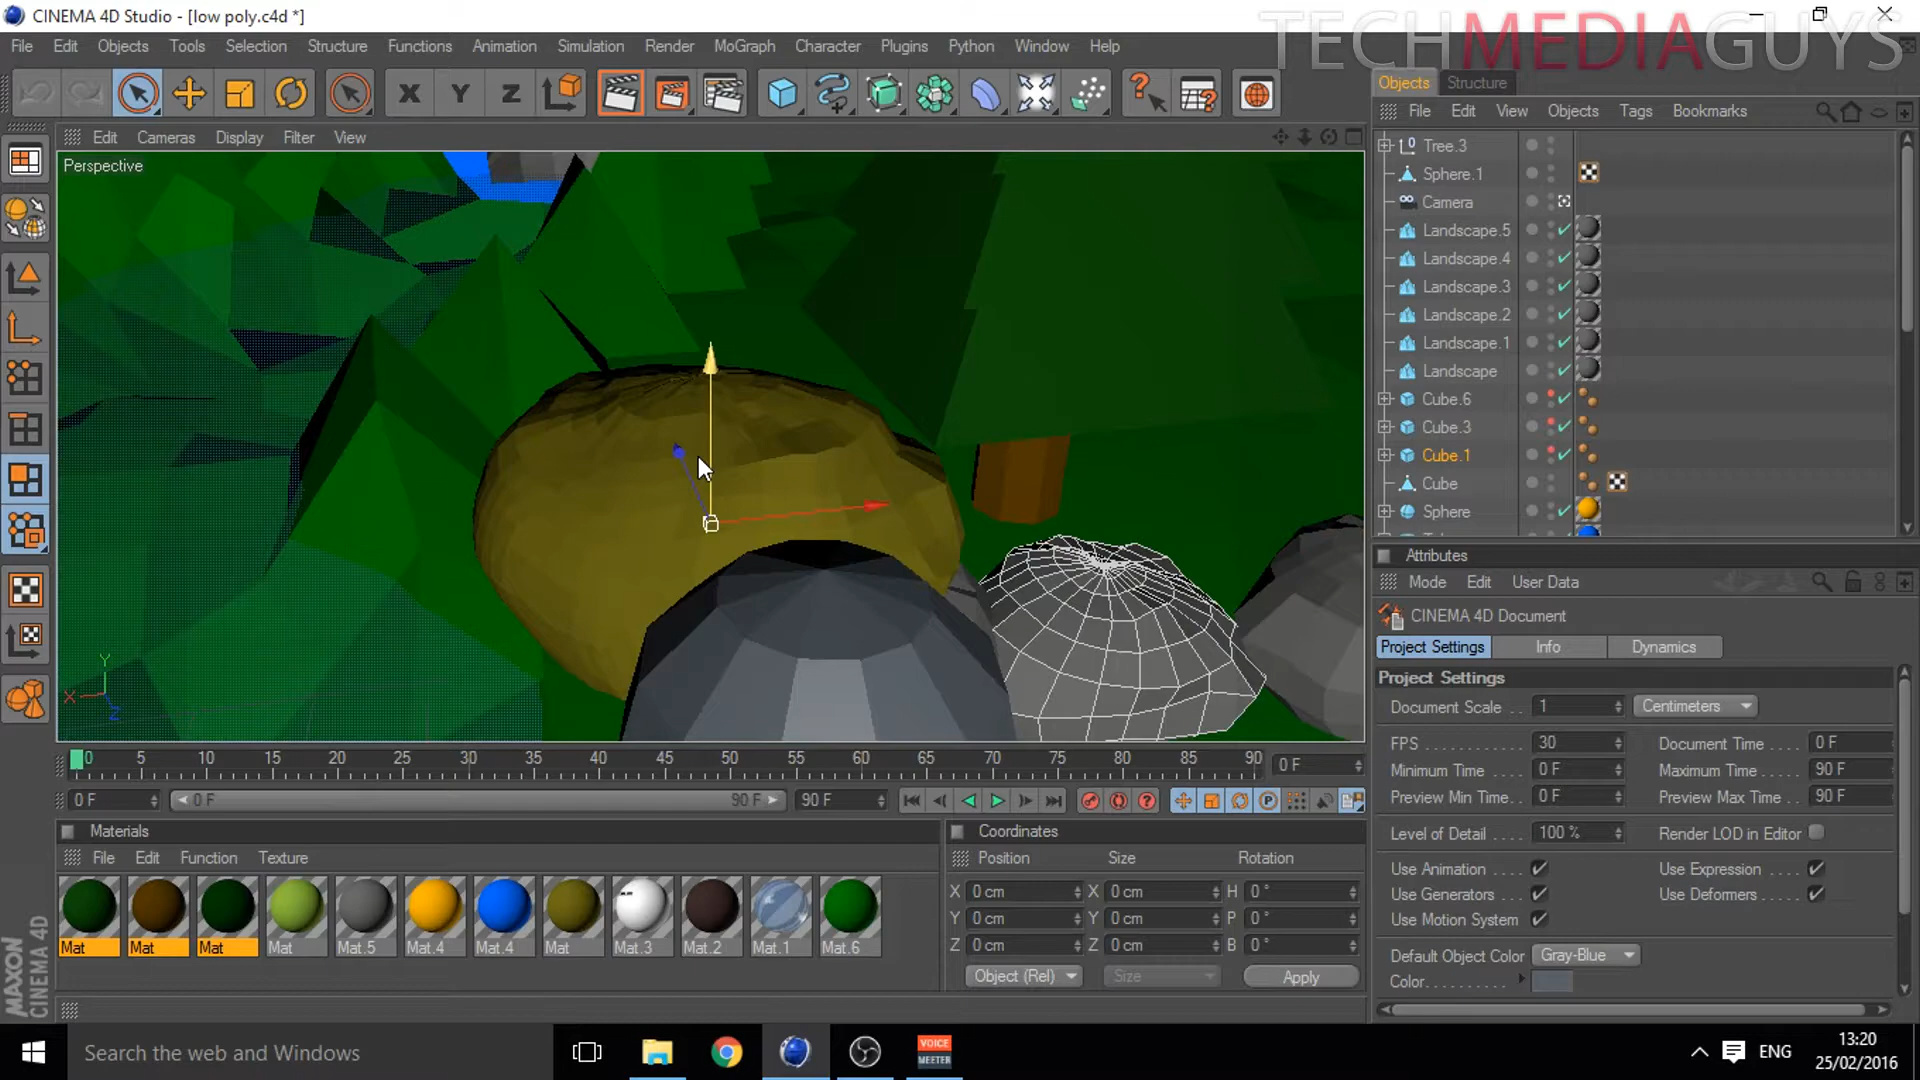 CINEMA 4D Studio - [low poly.c4d *]
TECHMEDIAGUYS
File Edit Objects Tools Selection Structure Functions Animation Simulation Render MoGraph Character Plugins Python Window Help
X Y Z
Objects Structure
File Edit View Objects Tags Bookmarks
Edit Cameras Display Filter View
Perspective
Tree.3
Sphere.1
Camera
Landscape.5
Landscape.4
Landscape.3
Landscape.2
Landscape.1
Landscape
Cube.6
Cube.3
Cube.1
Cube
Sphere
Attributes
Mode Edit User Data
CINEMA 4D Document
Project Settings Info Dynamics
Project Settings
Document Scale . . 1 Centimeters
FPS . . . . . . . . . . . . 30 Document Time . . . . 0 F
Minimum Time . . . . 0 F Maximum Time . . . . 90 F
Preview Min Time. . . 0 F Preview Max Time . . 90 F
Level of Detail . . . . 100 % Render LOD in Editor
Use Animation . . . . Use Expression . . . .
Use Generators . . . Use Deformers. . . . .
Use Motion System
Default Object Color Gray-Blue
Color. . . . . . . . . .
Y
X
Z
0 5 10 15 20 25 30 35 40 45 50 55 60 65 70 75 80 85 90 0 F
0 F 0 F 90 F 90 F
Materials
File Edit Function Texture
Mat Mat Mat Mat Mat.5 Mat.4 Mat.4 Mat Mat.3 Mat.2 Mat.1 Mat.6
Coordinates
Position Size Rotation
X 0 cm X 0 cm H 0 °
Y 0 cm Y 0 cm P 0 °
Z 0 cm Z 0 cm B 0 °
Object (Rel) Size Apply
MAXON
CINEMA 4D
Search the web and Windows
VOICE
MEETER
ENG
13:20
25/02/2016